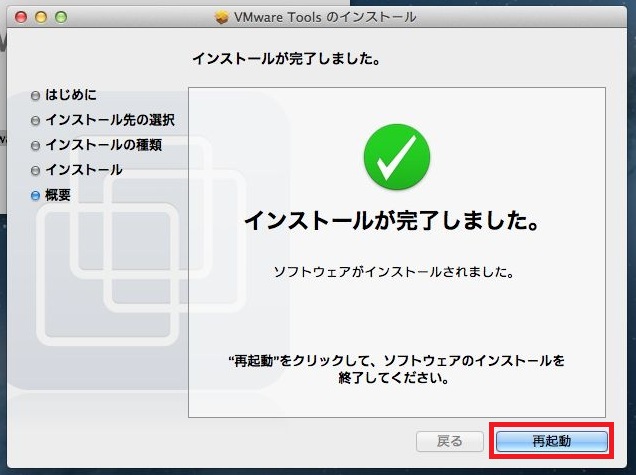 VMware Tools のインストール
インストールが完了しました。
はじめに
インストール先の選択
インストールの種類
インストール
概要
インストールが完了しました。
ソフトウェアがインストールされました。
“再起動”をクリックして、ソフトウェアのインストールを
終了してください。
戻る
再起動